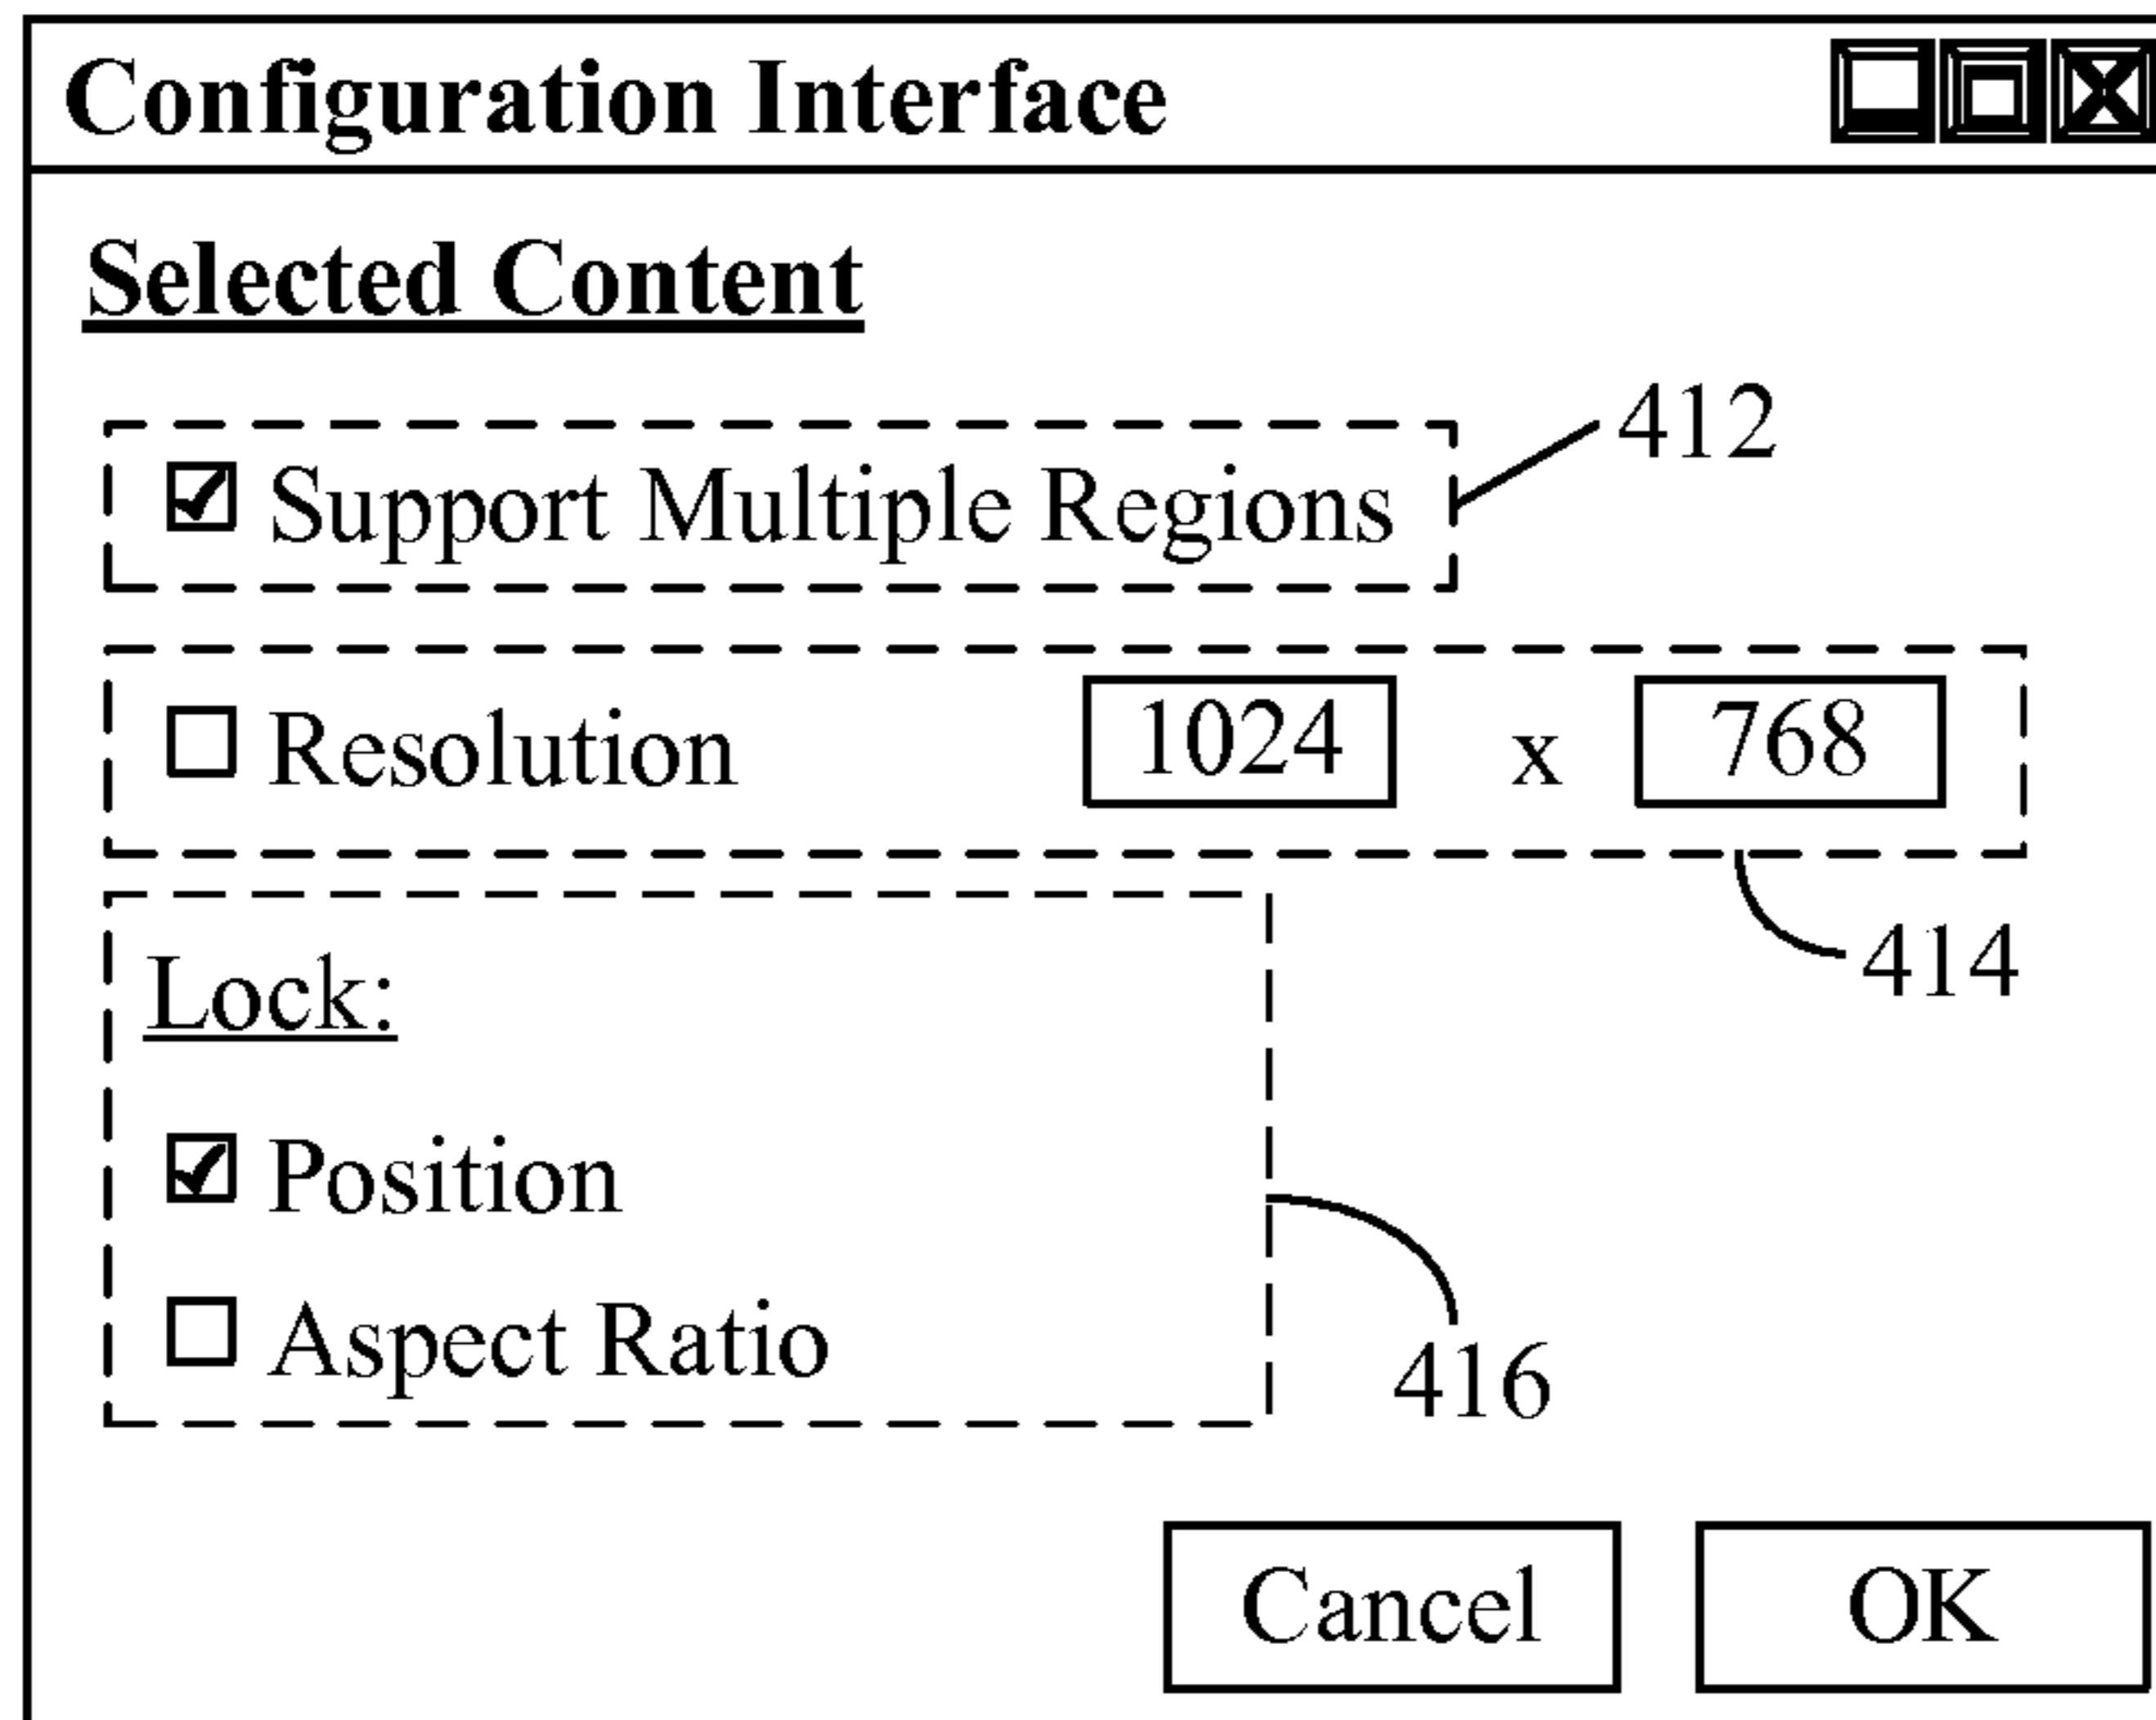 Configuration Interface
Selected Content
412
Support Multiple Regions
Resolution 1024 x 768
414
Lock:
Position
Aspect Ratio
416
Cancel OK